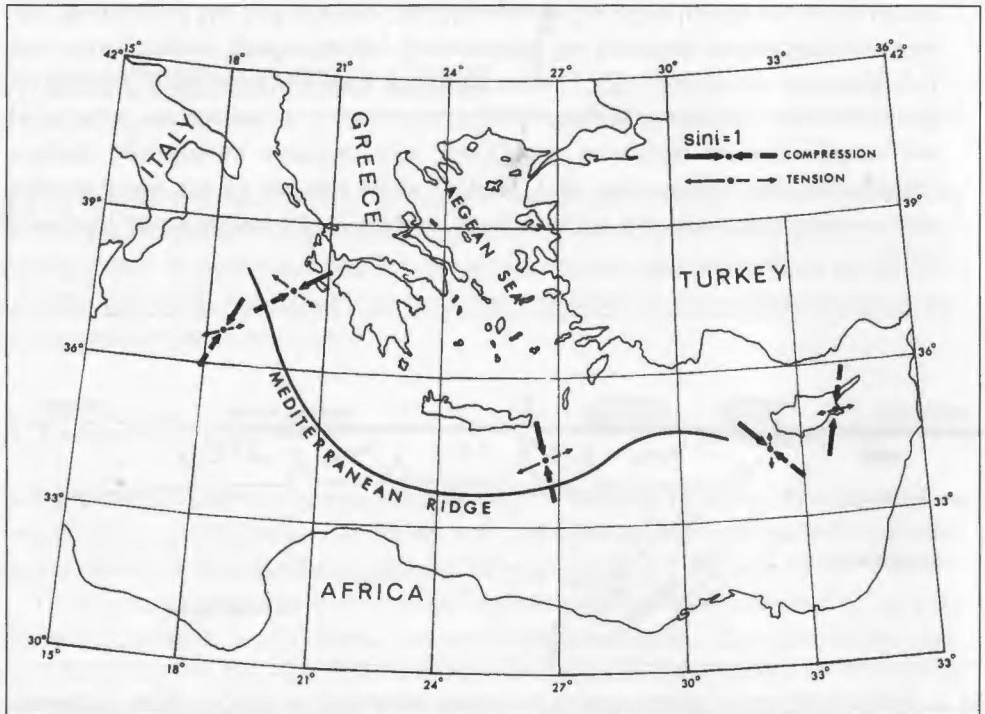 15° 18° 21° 24° 27° 30° 33° 36°
42° 42°
ITALY
GREECE
AEGEAN SEA
sini=1
COMPRESSION
TENSION
39° 39°
TURKEY
36° 36°
MEDITERRANEAN RIDGE
33° 33°
AFRICA
30°
15° 18° 21° 24° 27° 30° 33° 33°